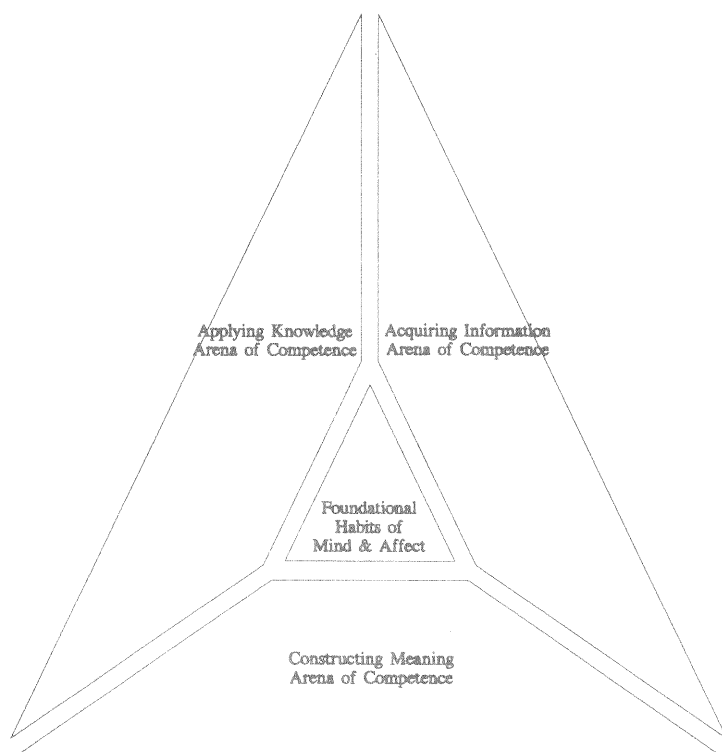 Applying Knowledge
Arena of Competence
Acquiring Information
Arena of Competence
Foundational
Habits of
Mind & Affect
Constructing Meaning
Arena of Competence